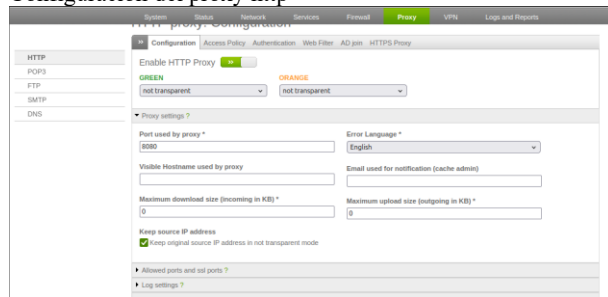 Configuración del proxy http
System Status Network Services Firewall Proxy VPN Logs and Reports
HTTP proxy: Configuration
» Configuration Access Policy Authentication Web Filter AD join HTTPS Proxy
HTTP
POP3
FTP
SMTP
DNS
Enable HTTP Proxy »
GREEN ORANGE
not transparent not transparent
Proxy settings ?
Port used by proxy * Error Language *
8080 English
Visible Hostname used by proxy Email used for notification (cache admin)
Maximum download size (incoming in KB) * Maximum upload size (outgoing in KB) *
0 0
Keep source IP address
Keep original source IP address in not transparent mode
Allowed ports and ssl ports ?
Log settings ?